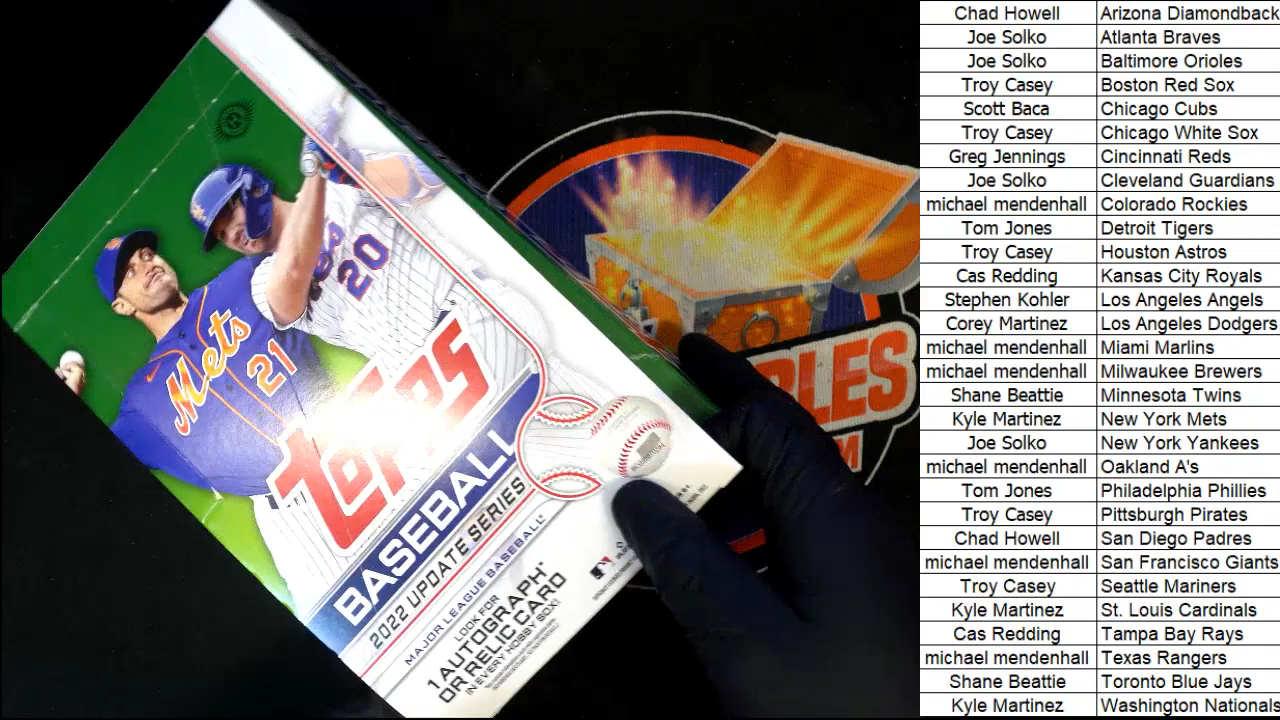 Mets
21
20
Topps
BASEBALL
2022 UPDATE SERIES
MAJOR LEAGUE BASEBALL®
LOOK FOR
1 AUTOGRAPH*
OR RELIC CARD
IN EVERY HOBBY BOX!
Chad Howell Arizona Diamondback
Joe Solko Atlanta Braves
Joe Solko Baltimore Orioles
Troy Casey Boston Red Sox
Scott Baca Chicago Cubs
Troy Casey Chicago White Sox
Greg Jennings Cincinnati Reds
Joe Solko Cleveland Guardians
michael mendenhall Colorado Rockies
Tom Jones Detroit Tigers
Troy Casey Houston Astros
Cas Redding Kansas City Royals
Stephen Kohler Los Angeles Angels
Corey Martinez Los Angeles Dodgers
michael mendenhall Miami Marlins
michael mendenhall Milwaukee Brewers
Shane Beattie Minnesota Twins
Kyle Martinez New York Mets
Joe Solko New York Yankees
michael mendenhall Oakland A's
Tom Jones Philadelphia Phillies
Troy Casey Pittsburgh Pirates
Chad Howell San Diego Padres
michael mendenhall San Francisco Giants
Troy Casey Seattle Mariners
Kyle Martinez St. Louis Cardinals
Cas Redding Tampa Bay Rays
michael mendenhall Texas Rangers
Shane Beattie Toronto Blue Jays
Kyle Martinez Washington Nationals